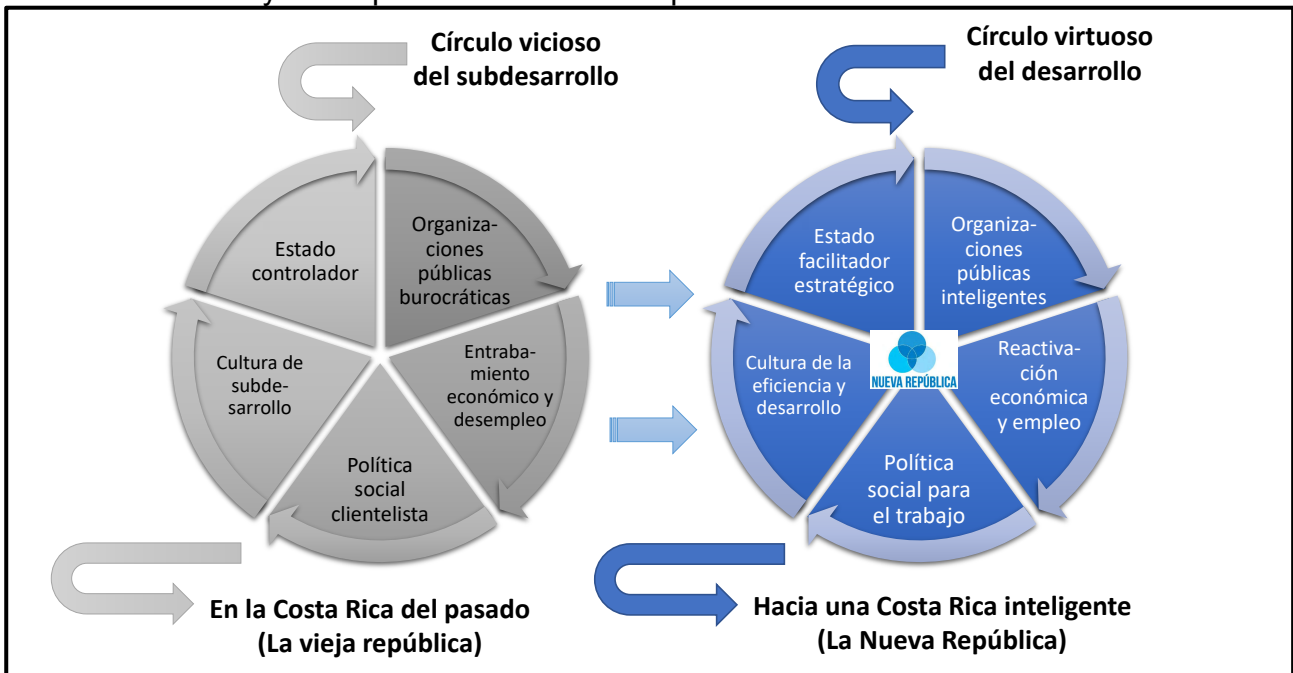 Círculo vicioso
del subdesarrollo
Círculo virtuoso
del desarrollo
Estado
controlador
Organiza-
ciones
públicas
burocráticas
Entraba-
miento
económico y
desempleo
Política
social
clientelista
Cultura de
subde-
sarrollo
Estado
facilitador
estratégico
Organiza-
ciones
públicas
inteligentes
Reactiva-
ción
económica
y empleo
Política
social para
el trabajo
Cultura de la
eficiencia y
desarrollo
NUEVA REPÚBLICA
En la Costa Rica del pasado
(La vieja república)
Hacia una Costa Rica inteligente
(La Nueva República)